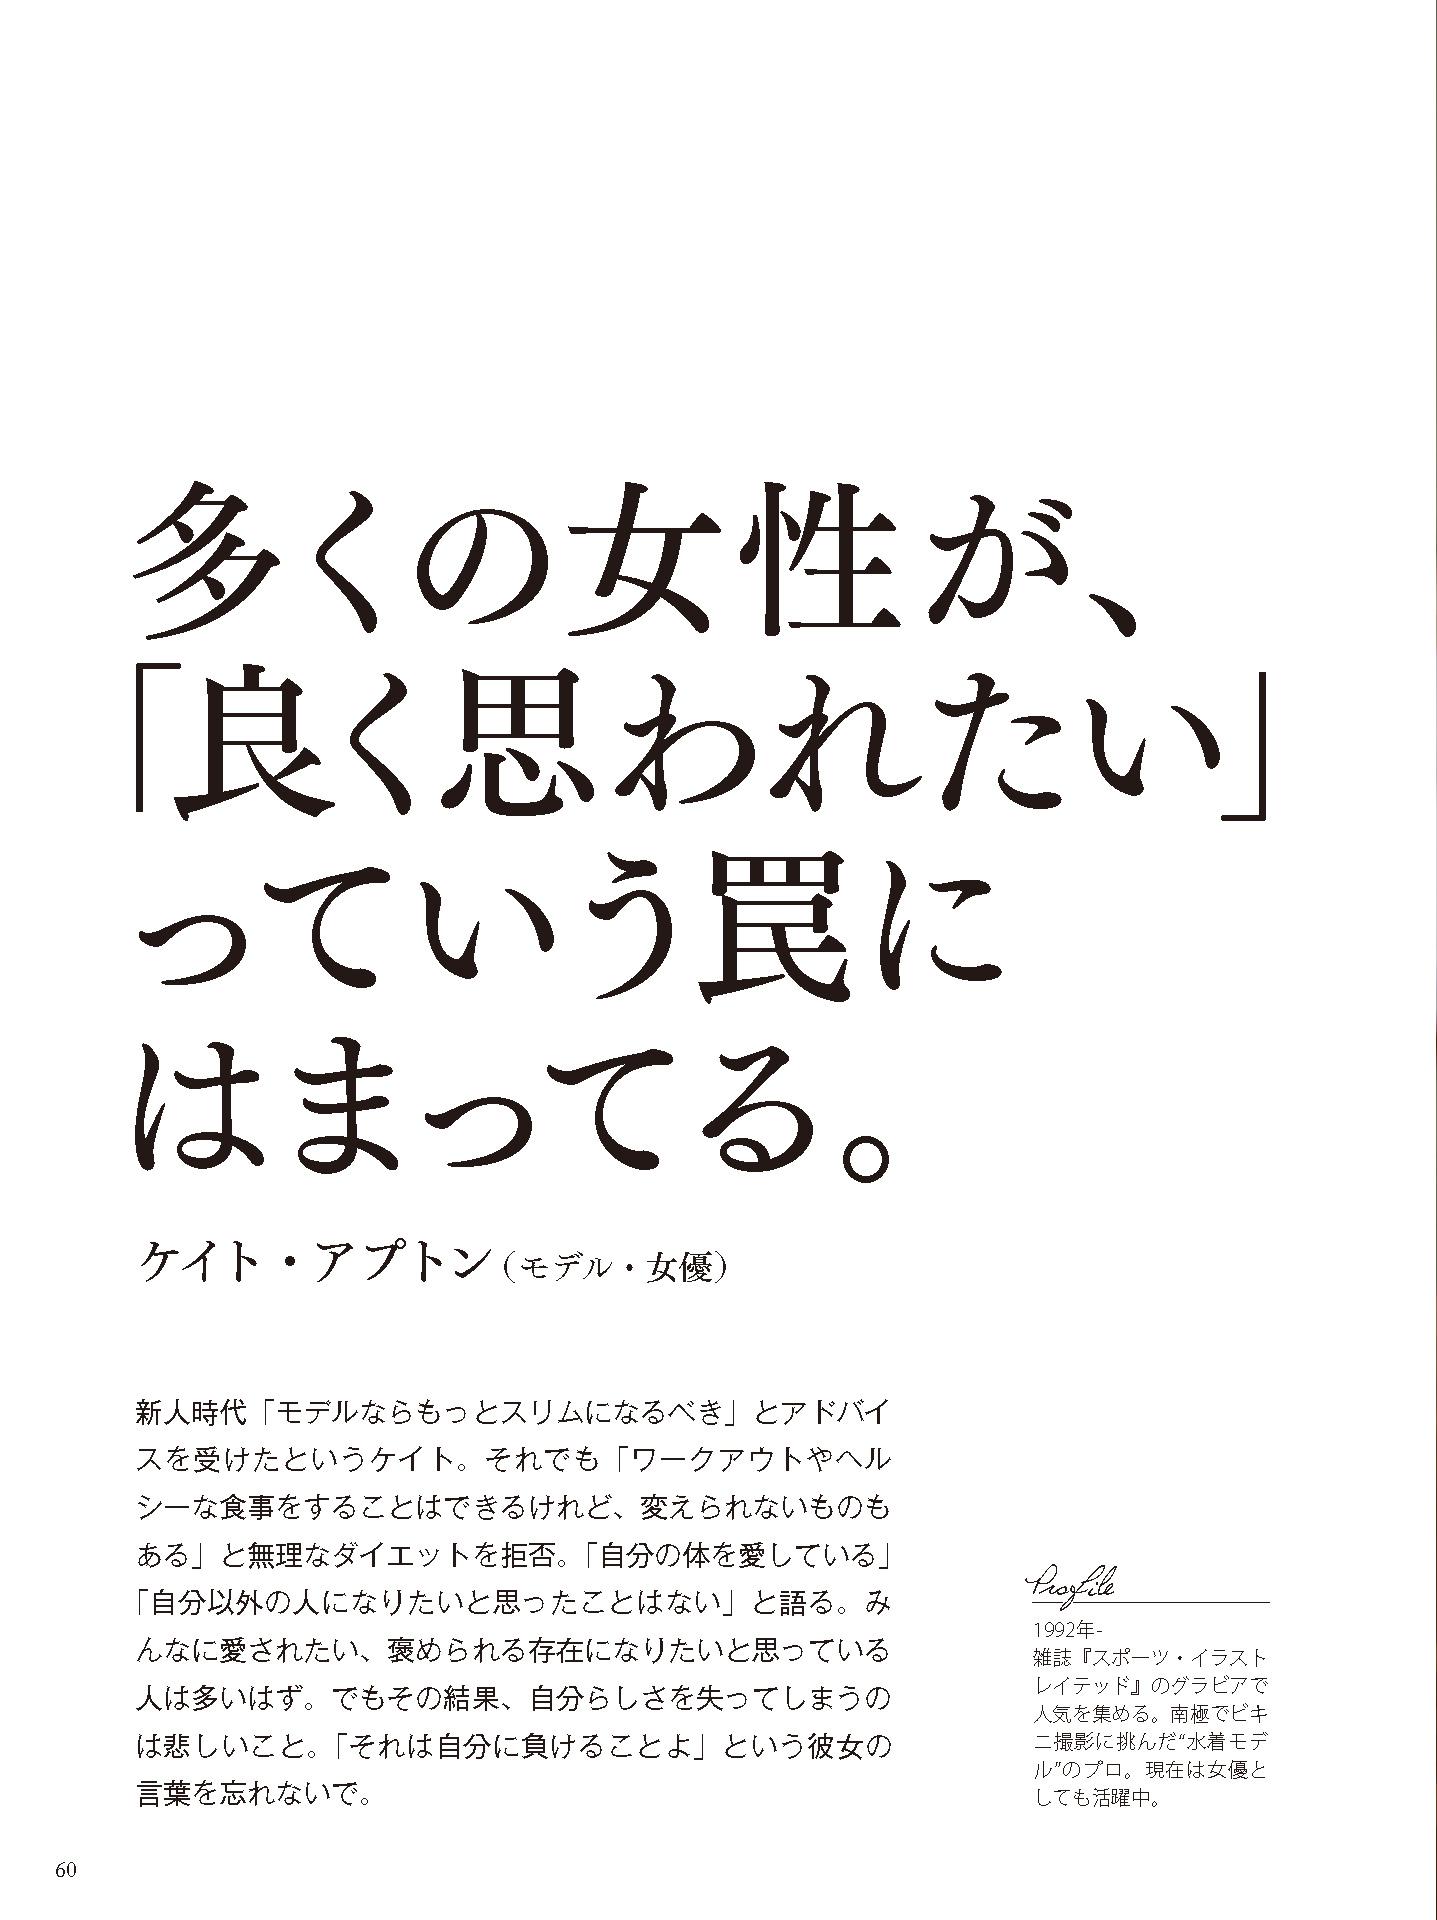 多くの女性が、
「良く思われたい」
っていう罠に
はまってる。
ケイト・アプトン（モデル・女優）
新人時代「モデルならもっとスリムになるべき」とアドバイ
スを受けたというケイト。それでも「ワークアウトやヘル
シーな食事をすることはできるけれど、変えられないものも
ある」と無理なダイエットを拒否。「自分の体を愛している」
「自分以外の人になりたいと思ったことはない」と語る。み
んなに愛されたい、褒められる存在になりたいと思っている
人は多いはず。でもその結果、自分らしさを失ってしまうの
は悲しいこと。「それは自分に負けることよ」という彼女の
言葉を忘れないで。
Profile
1992年-
雑誌『スポーツ・イラスト
レイテッド』のグラビアで
人気を集める。南極でビキ
ニ撮影に挑んだ“水着モデ
ル”のプロ。現在は女優と
しても活躍中。
60